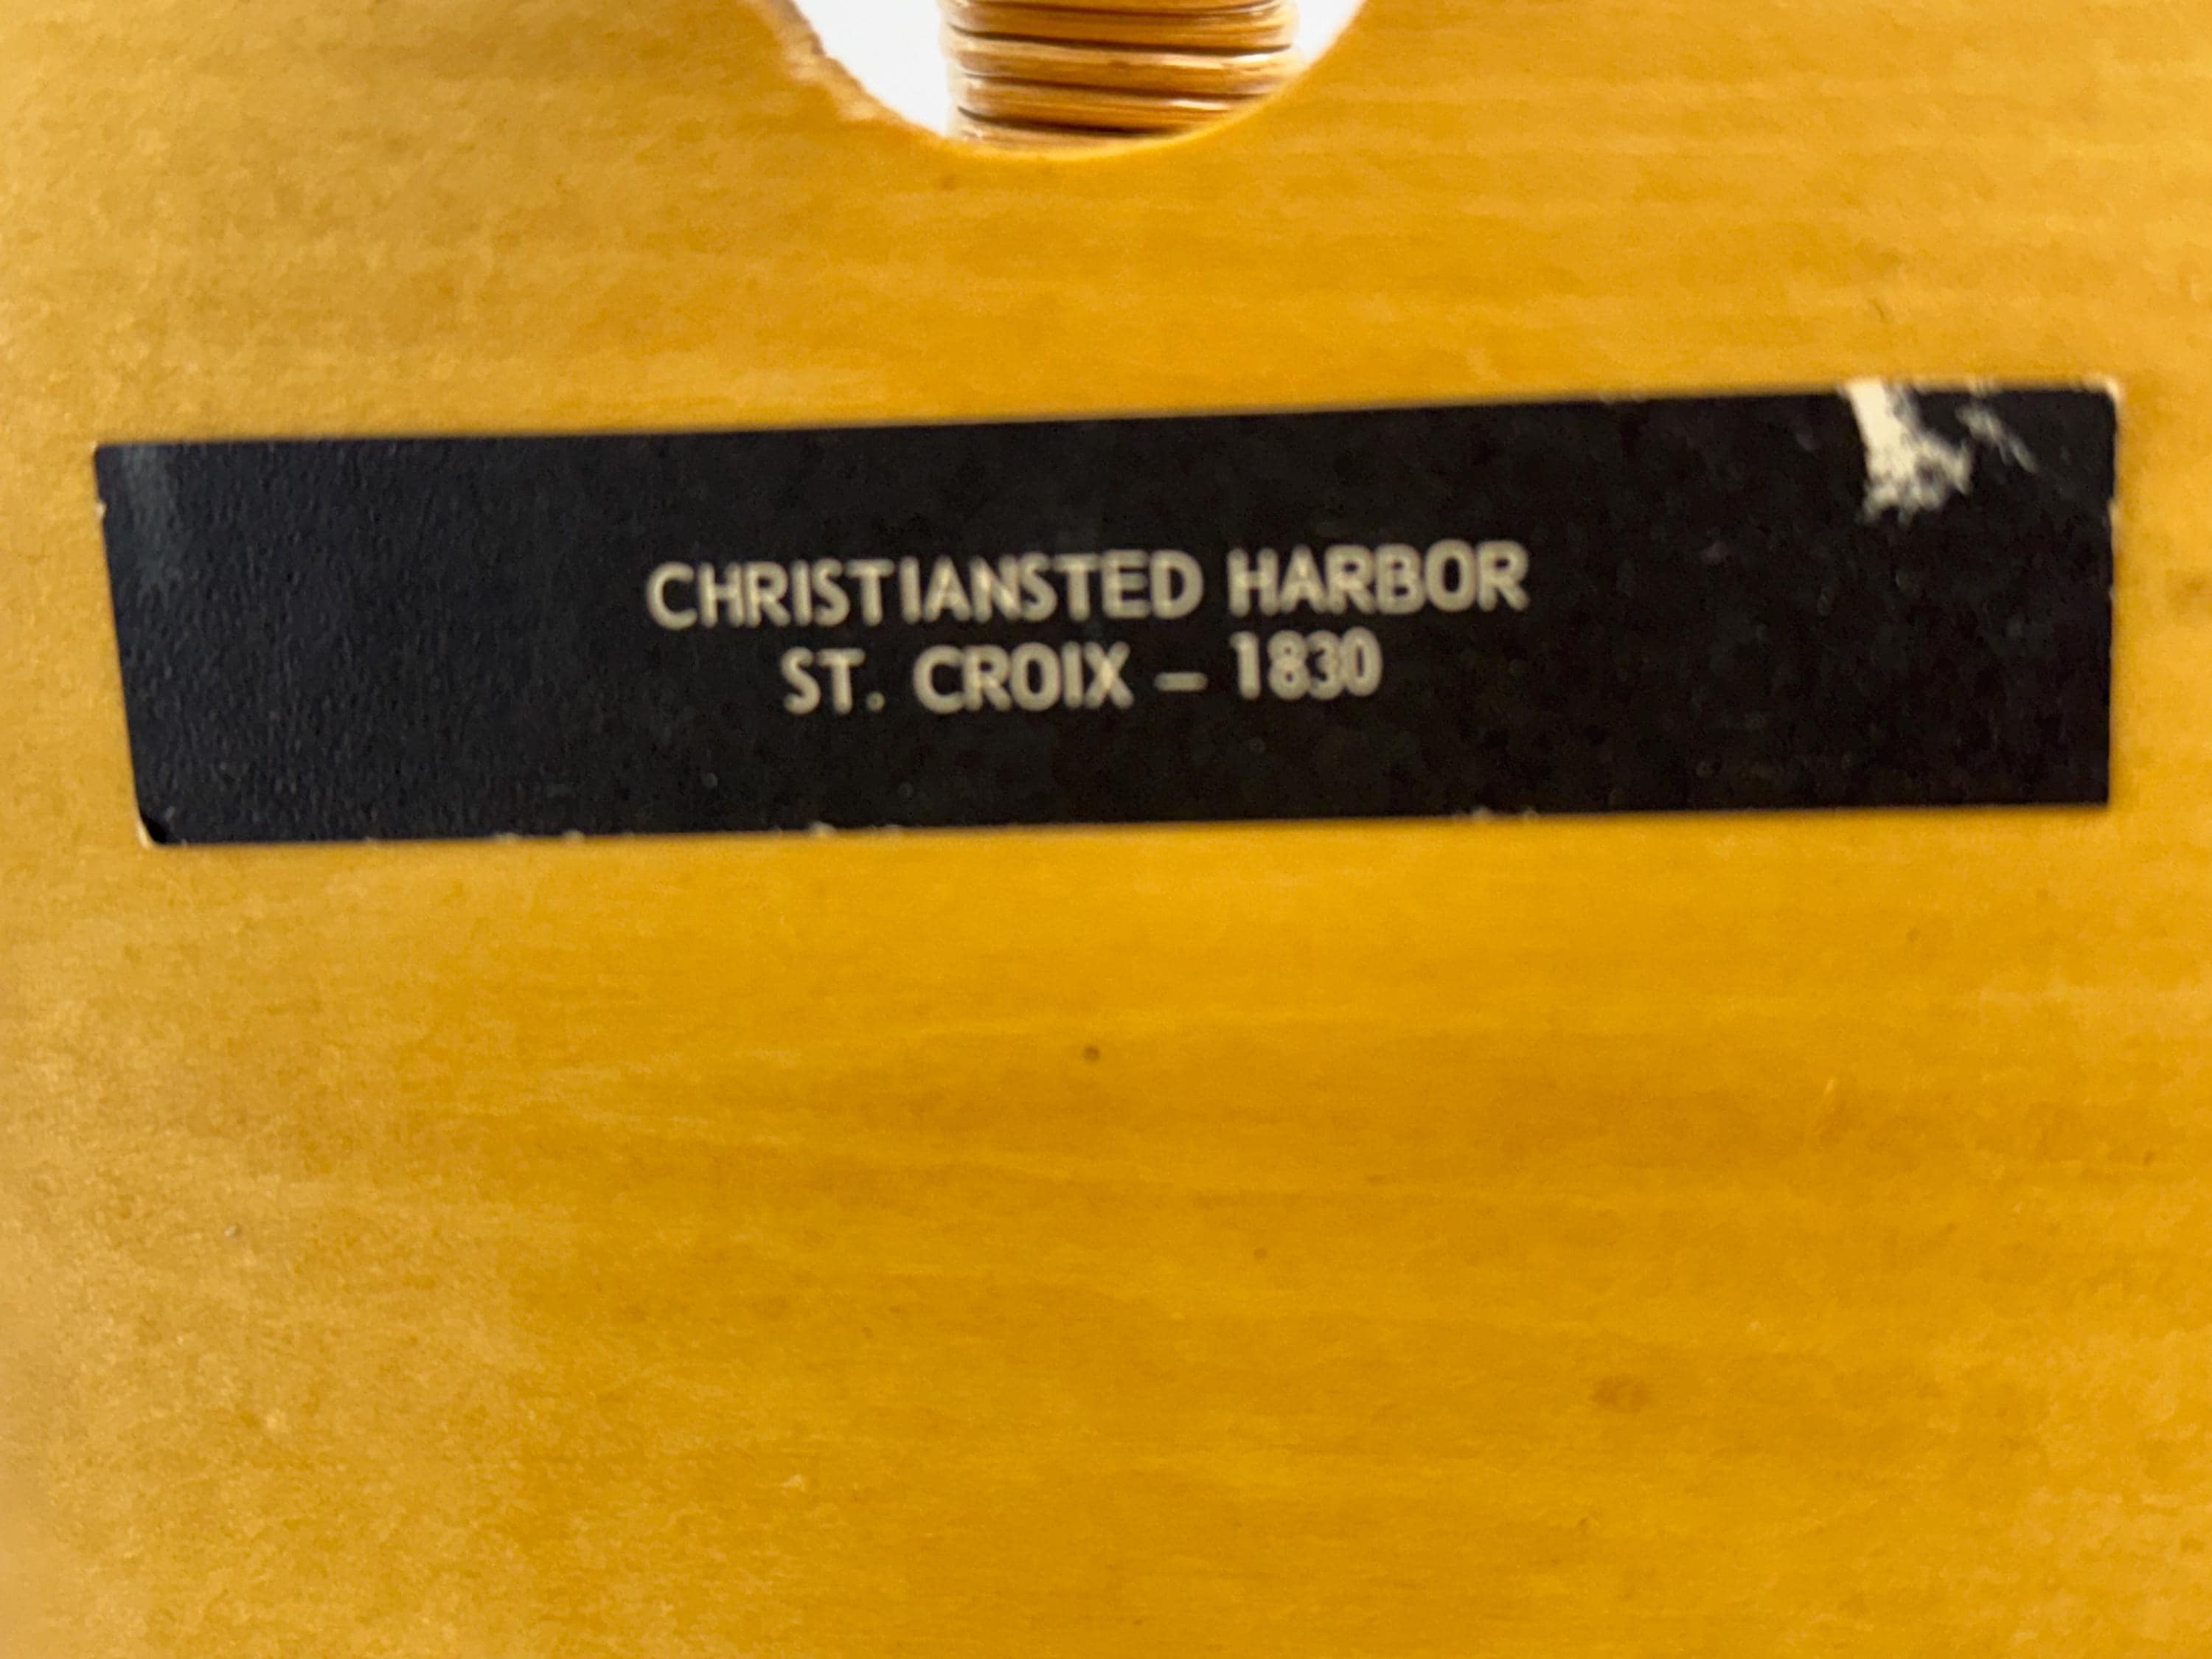 CHRISTIANSTED HARBOR
ST. CROIX – 1830